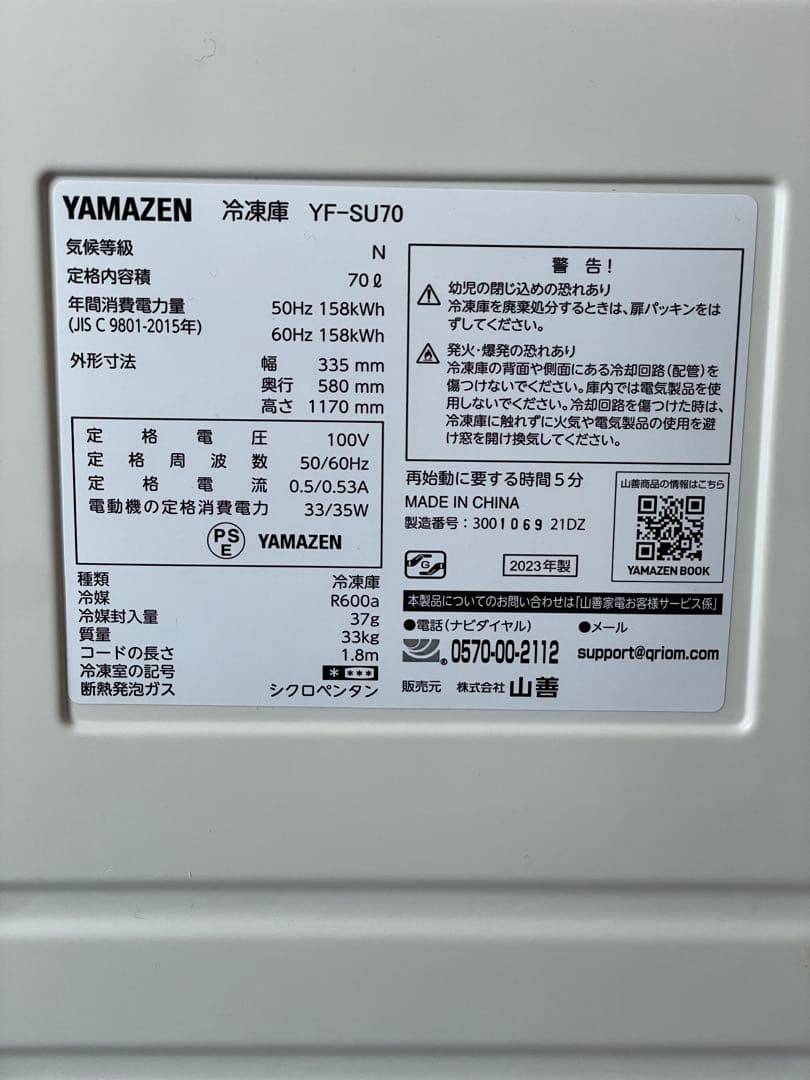 YAMAZEN 冷凍庫 YF-SU70
気候等級 N
定格内容積 70ℓ
年間消費電力量 50Hz 158kWh
(JIS C 9801-2015年) 60Hz 158kWh
外形寸法 幅 335 mm
奥行 580 mm
高さ 1170 mm
定格電圧 100V
定格周波数 50/60Hz
定格電流 0.5/0.53A
電動機の定格消費電力 33/35W
PS
E
YAMAZEN
種類 冷凍庫
冷媒 R600a
冷媒封入量 37g
質量 33kg
コードの長さ 1.8m
冷凍室の記号 ****
断熱発泡ガス シクロペンタン
警 告!
幼児の閉じ込めの恐れあり
冷凍庫を廃棄処分するときは、扉パッキンをは
ずしてください。
発火・爆発の恐れあり
冷凍庫の背面や側面にある冷却回路(配管)を
傷つけないでください。庫内では電気製品を使
用しないでください。冷却回路を傷つけた時は、
冷凍庫に触れずに火気や電気製品の使用を避
け窓を開け換気してください。
再始動に要する時間5分
MADE IN CHINA
製造番号:3001069 21DZ
G
2023年製
山善商品の情報はこちら
YAMAZEN BOOK
本製品についてのお問い合わせは「山善家電お客様サービス係」
●電話(ナビダイヤル) ●メール
® 0570-00-2112 support@qriom.com
販売元 株式会社 山善